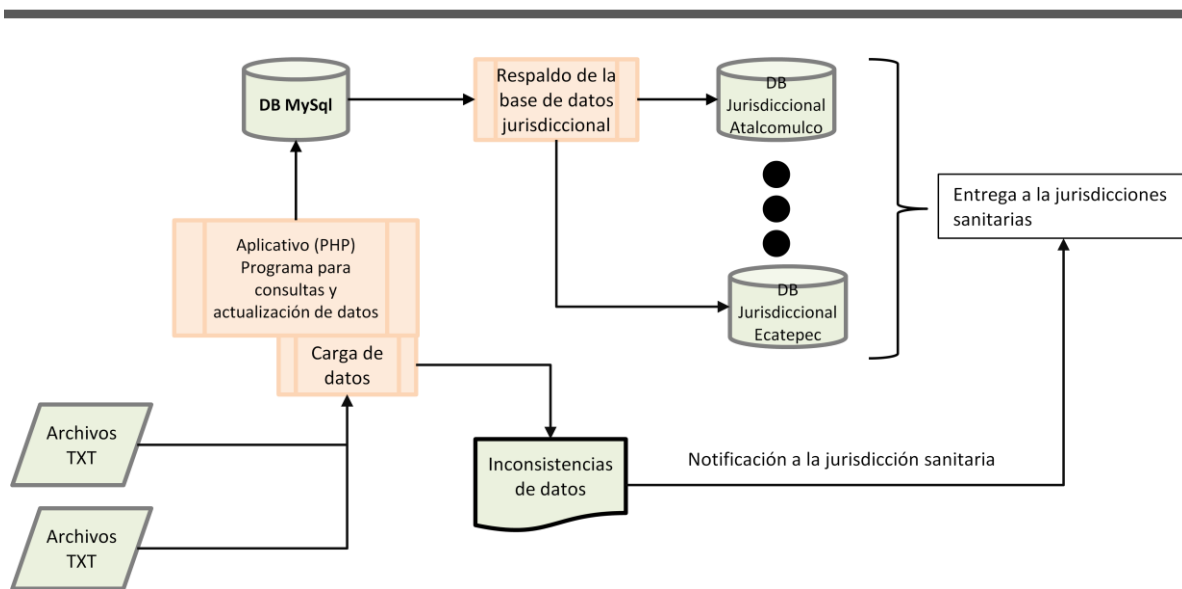 DB MySql
Respaldo de la
base de datos
jurisdiccional
DB
Jurisdiccional
Atalcomulco
Entrega a la jurisdicciones
sanitarias
Aplicativo (PHP)
Programa para
consultas y
actualización de datos
DB
Jurisdiccional
Ecatepec
Carga de
datos
Archivos
TXT
Inconsistencias
de datos
Notificación a la jurisdicción sanitaria
Archivos
TXT